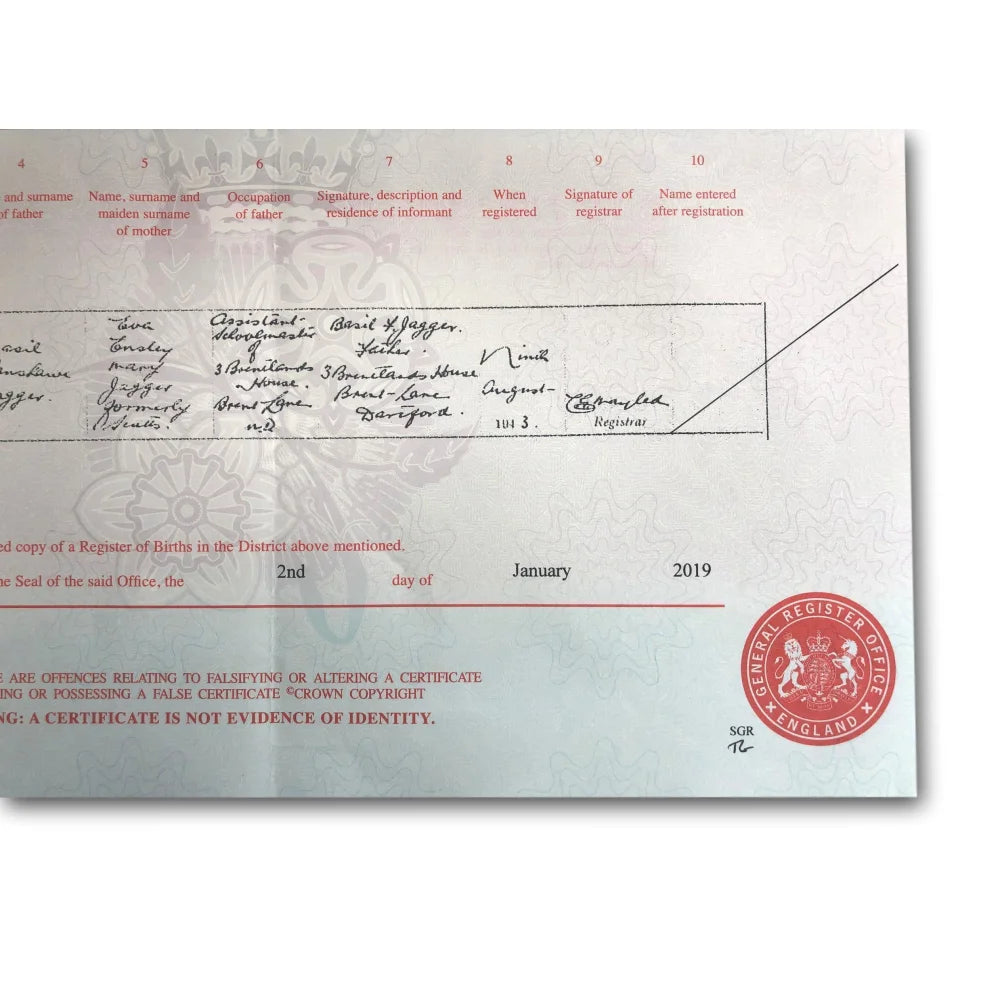 4 5 6 7 8 9 10
and surname of father
Name, surname and maiden surname of mother
Occupation of father
Signature, description and residence of informant
When registered
Signature of registrar
Name entered after registration
asil
anshawe
agger.
Eva
Ensley
Mary
Jagger
formerly
Scutts.
Assistant-
Schoolmaster
of
3 Brentlands
House.
Brent-Lane
Basil F. Jagger.
Father.
3 Brentlands House
Brent-Lane
Dartford.
Ninth
August-
1943.
Registrar
ed copy of a Register of Births in the District above mentioned.
he Seal of the said Office, the 2nd day of January 2019
E ARE OFFENCES RELATING TO FALSIFYING OR ALTERING A CERTIFICATE
ING OR POSSESSING A FALSE CERTIFICATE ©CROWN COPYRIGHT
NG: A CERTIFICATE IS NOT EVIDENCE OF IDENTITY.
GENERAL REGISTER OFFICE
ENGLAND
SGR